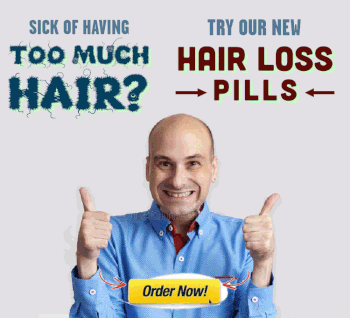 SICK OF HAVING
TOO MUCH
HAIR?
TRY OUR NEW
HAIR LOSS
PILLS
Order Now!